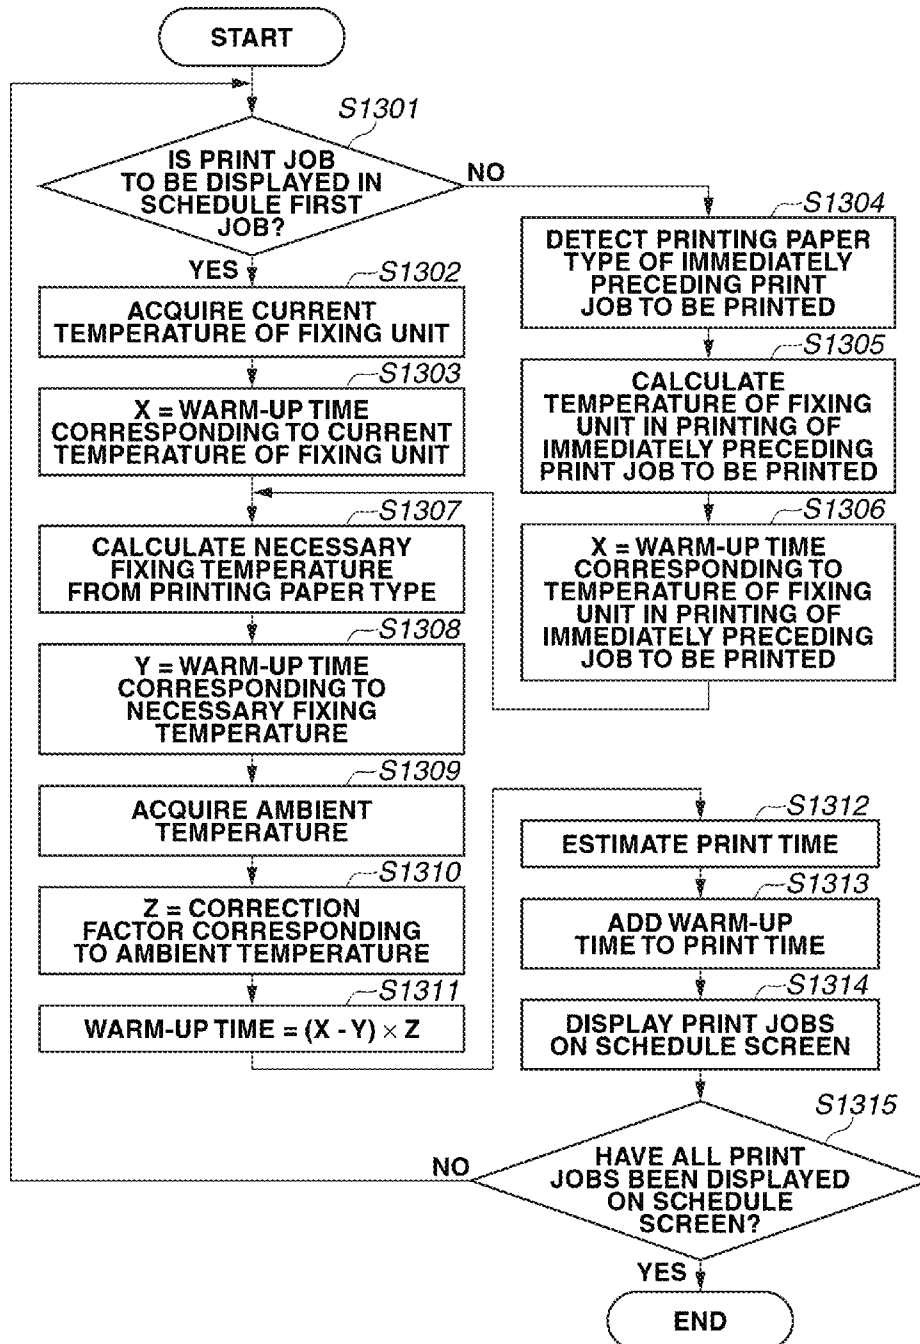 START
S1301
IS PRINT JOB
TO BE DISPLAYED IN
SCHEDULE FIRST
JOB?
NO
YES
S1302
ACQUIRE CURRENT
TEMPERATURE OF FIXING UNIT
S1303
X = WARM-UP TIME
CORRESPONDING TO CURRENT
TEMPERATURE OF FIXING UNIT
S1304
DETECT PRINTING PAPER
TYPE OF IMMEDIATELY
PRECEDING PRINT
JOB TO BE PRINTED
S1305
CALCULATE
TEMPERATURE OF FIXING
UNIT IN PRINTING OF
IMMEDIATELY PRECEDING
PRINT JOB TO BE PRINTED
S1306
X = WARM-UP TIME
CORRESPONDING TO
TEMPERATURE OF FIXING
UNIT IN PRINTING OF
IMMEDIATELY PRECEDING
JOB TO BE PRINTED
S1307
CALCULATE NECESSARY
FIXING TEMPERATURE
FROM PRINTING PAPER TYPE
S1308
Y = WARM-UP TIME
CORRESPONDING TO
NECESSARY FIXING
TEMPERATURE
S1309
ACQUIRE AMBIENT
TEMPERATURE
S1310
Z = CORRECTION
FACTOR CORRESPONDING
TO AMBIENT TEMPERATURE
S1311
WARM-UP TIME = (X - Y) × Z
S1312
ESTIMATE PRINT TIME
S1313
ADD WARM-UP
TIME TO PRINT TIME
S1314
DISPLAY PRINT JOBS
ON SCHEDULE SCREEN
S1315
HAVE ALL PRINT
JOBS BEEN DISPLAYED
ON SCHEDULE
SCREEN?
NO
YES
END